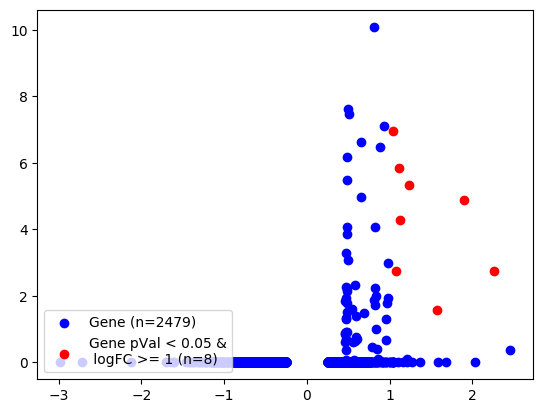 10
8
6
4
2
0
Gene (n=2479)
Gene pVal < 0.05 &
logFC >= 1 (n=8)
−3 −2 −1 0 1 2